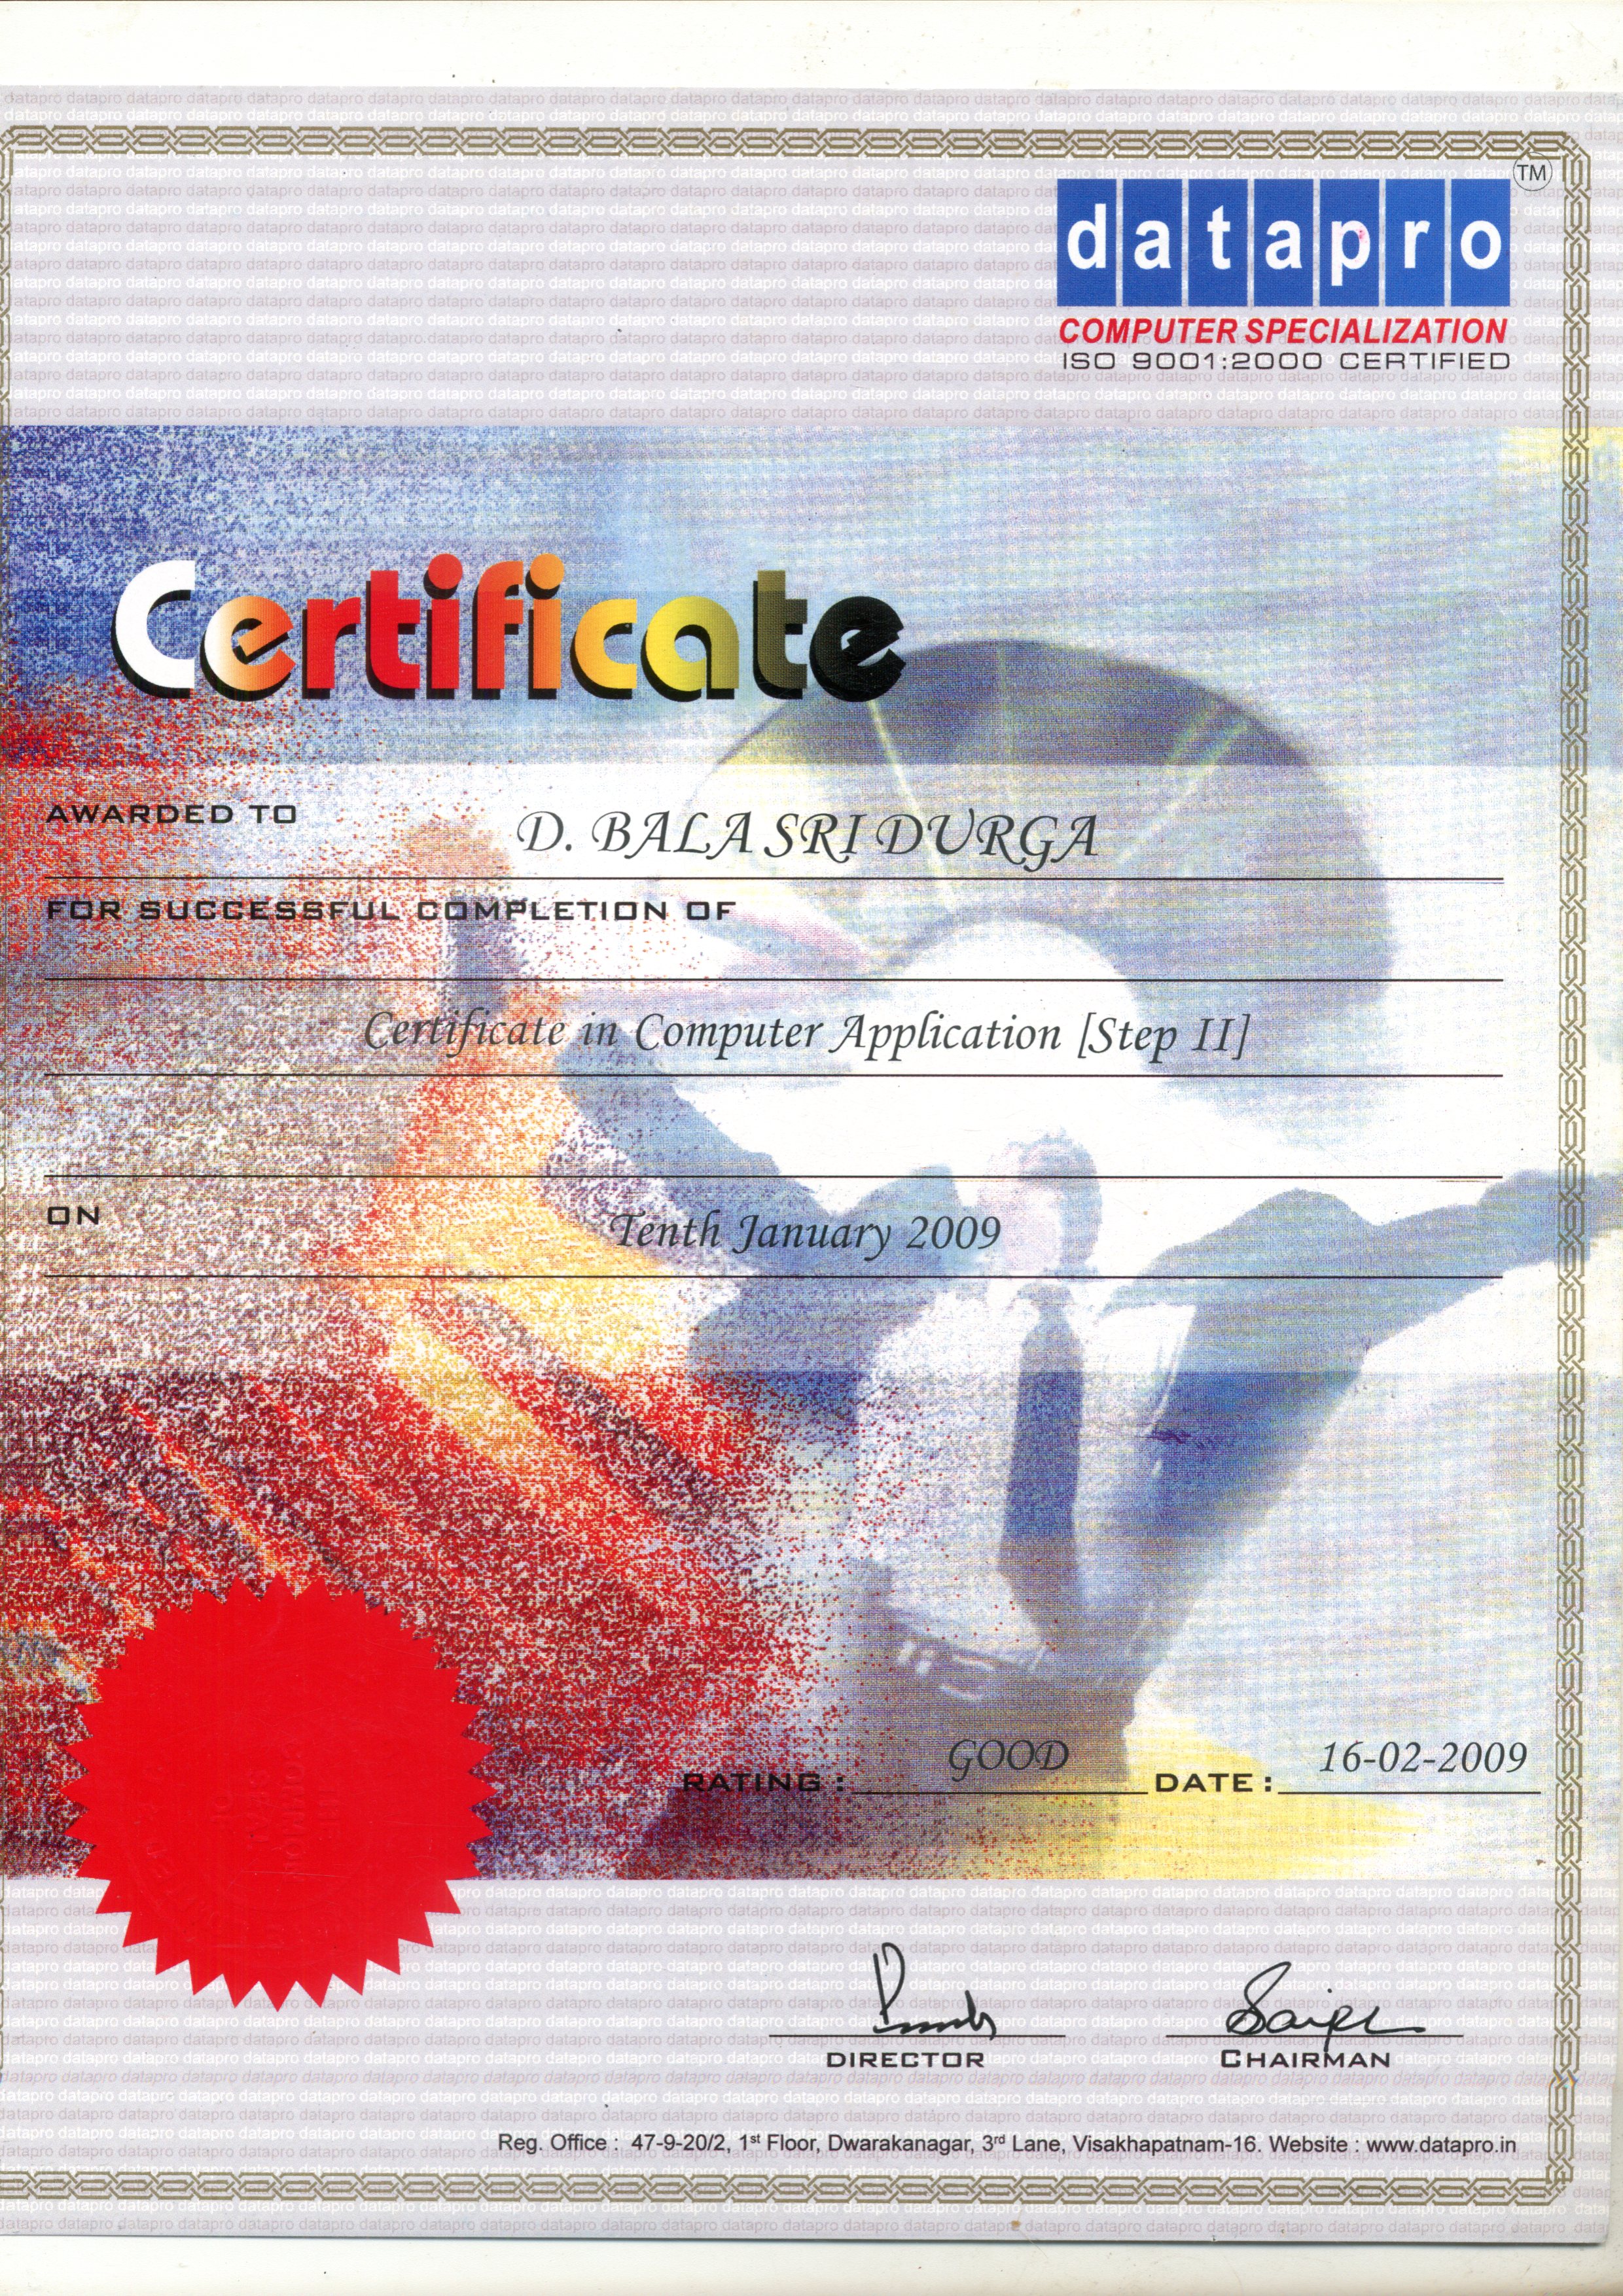 datapro
TM
COMPUTER SPECIALIZATION
ISO 9001:2000 CERTIFIED
Certificate
AWARDED TO D. BALA SRI DURGA
FOR SUCCESSFUL COMPLETION OF
Certificate in Computer Application [Step II]
ON Tenth January 2009
RATING : GOOD DATE : 16-02-2009
DIRECTOR CHAIRMAN
Reg. Office : 47-9-20/2, 1st Floor, Dwarakanagar, 3rd Lane, Visakhapatnam-16. Website : www.datapro.in